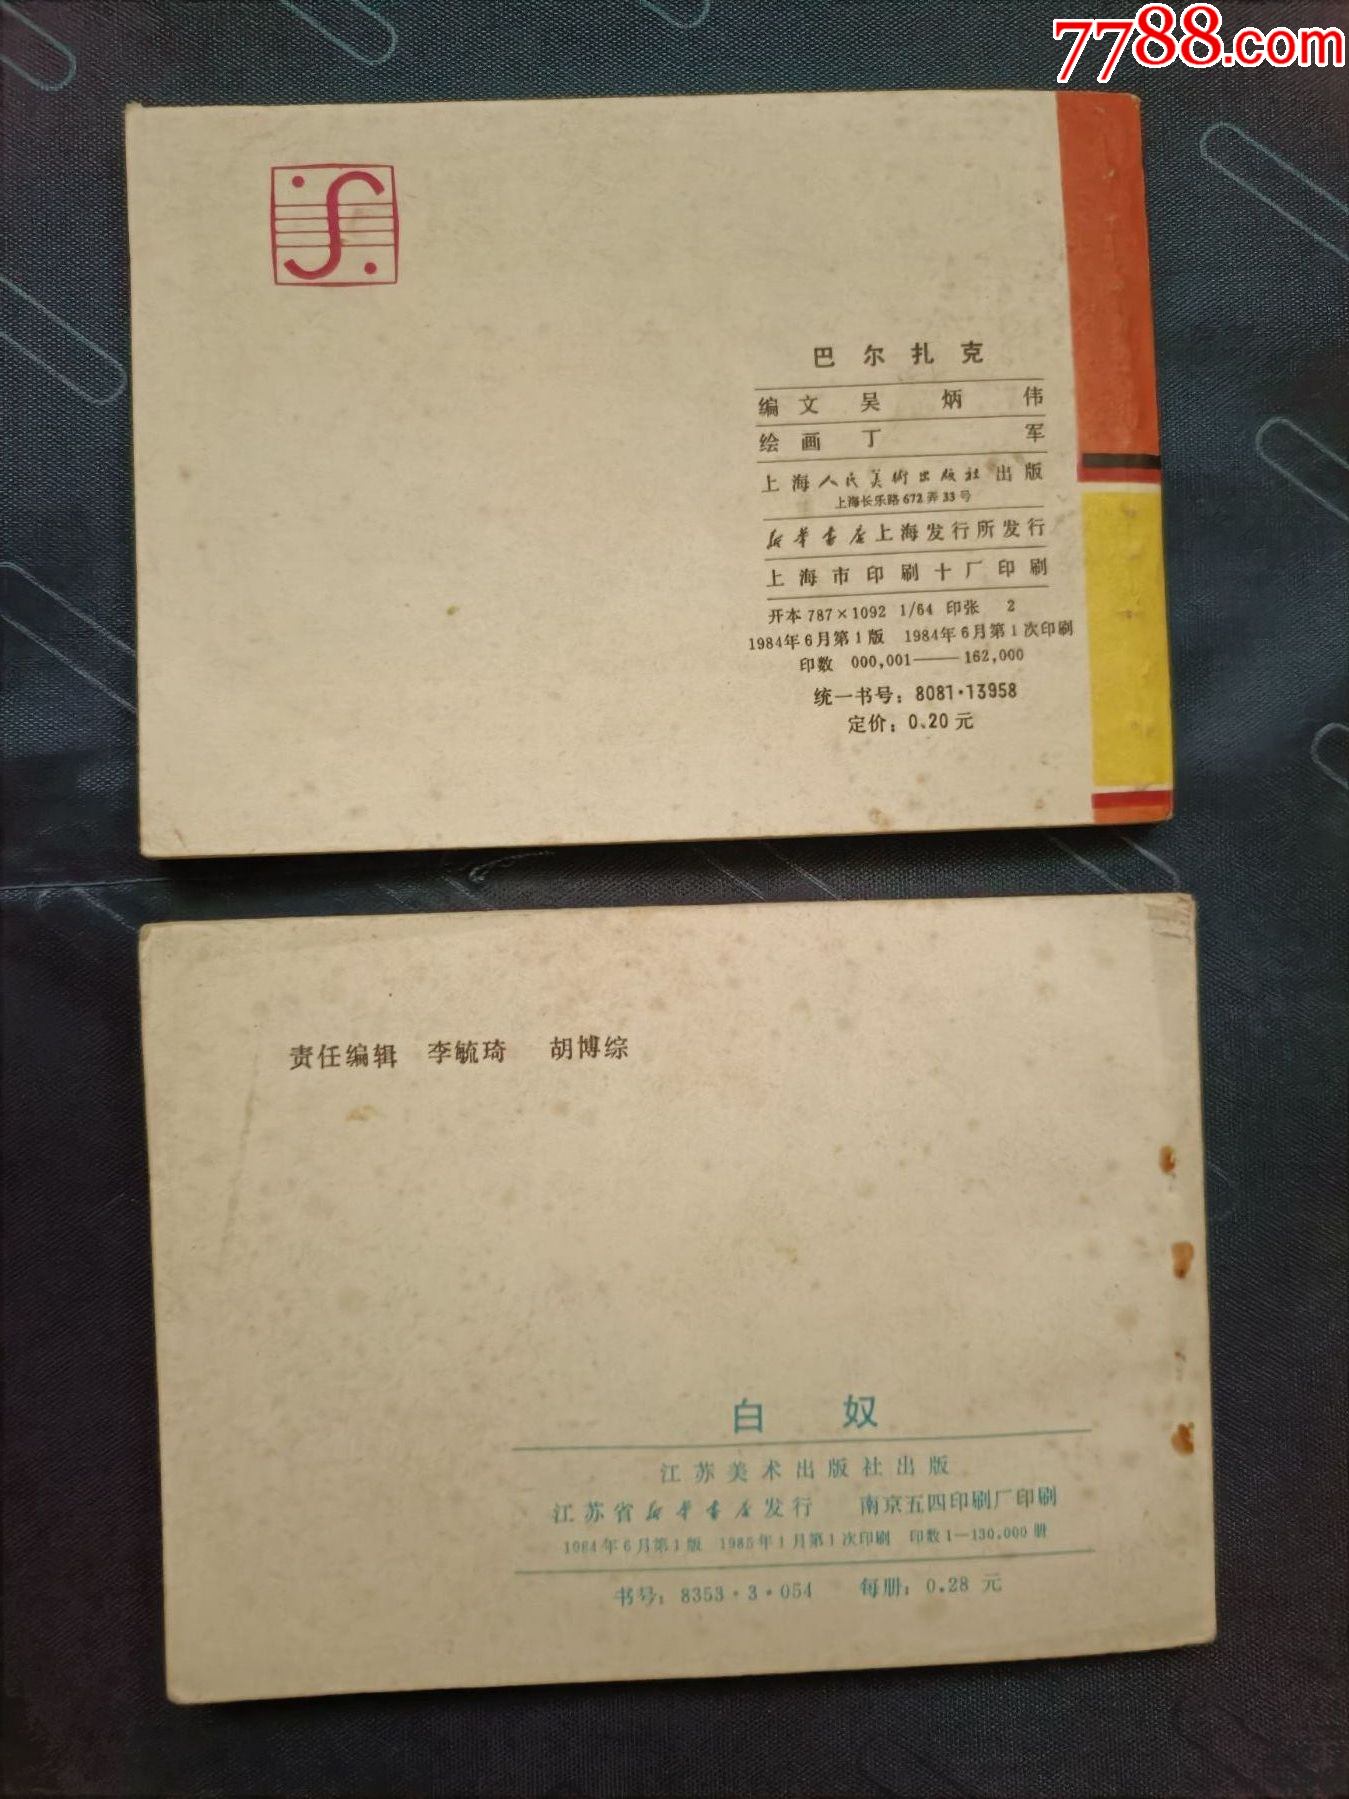 7788.com
巴尔扎克
编文 吴炳伟
绘画 丁军
上海人民美術出版社出版
上海长乐路672弄33号
新华书店上海发行所发行
上海市印刷十厂印刷
开本 787×1092 1/64 印张 2
1984年6月第1版 1984年6月第1次印刷
印数 000,001——162,000
统一书号：8081·13958
定价：0.20元
责任编辑 李毓琦 胡博综
白奴
江苏美术出版社出版
江苏省新华书店发行 南京五四印刷厂印刷
1984年6月第1版 1985年1月第1次印刷 印数1—130.000册
书号：8353·3·054 每册：0.28元